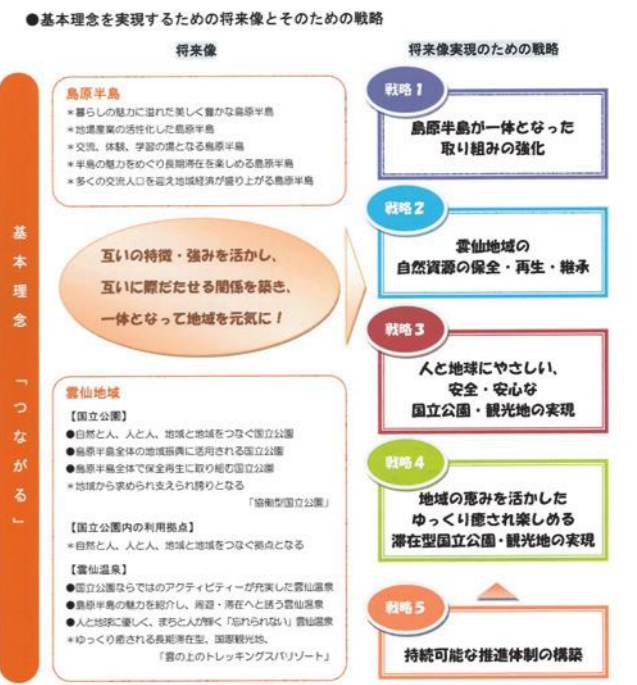 ●基本理念を実現するための将来像とそのための戦略
将来像
将来像実現のための戦略
基本理念 「つながる」
島原半島
＊暮らしの魅力に溢れた美しく豊かな島原半島
＊地場産業の活性化した島原半島
＊交流、体験、学習の場となる島原半島
＊半島の魅力をめぐり長期滞在を楽しめる島原半島
＊多くの交流人口を迎え地域経済が盛り上がる島原半島
互いの特徴・強みを活かし、
互いに際だたせる関係を築き、
一体となって地域を元気に！
雲仙地域
【国立公園】
●自然と人、人と人、地域と地域をつなぐ国立公園
●島原半島全体の地域振興に活用される国立公園
●島原半島全体で保全再生に取り組む国立公園
＊地域から求められ支えられ誇りとなる
「協働型国立公園」
【国立公園内の利用拠点】
＊自然と人、人と人、地域と地域をつなぐ拠点となる
【雲仙温泉】
●国立公園ならではのアクティビティーが充実した雲仙温泉
●島原半島の魅力を紹介し、周遊・滞在へと誘う雲仙温泉
●人と地球に優しく、まちと人が輝く「忘れられない」雲仙温泉
＊ゆっくり癒される長期滞在型、国際観光地、
「雲の上のトレッキングスパリゾート」
戦略1
島原半島が一体となった
取り組みの強化
戦略2
雲仙地域の
自然資源の保全・再生・継承
戦略3
人と地球にやさしい、
安全・安心な
国立公園・観光地の実現
戦略4
地域の恵みを活かした
ゆっくり癒され楽しめる
滞在型国立公園・観光地の実現
戦略5
持続可能な推進体制の構築